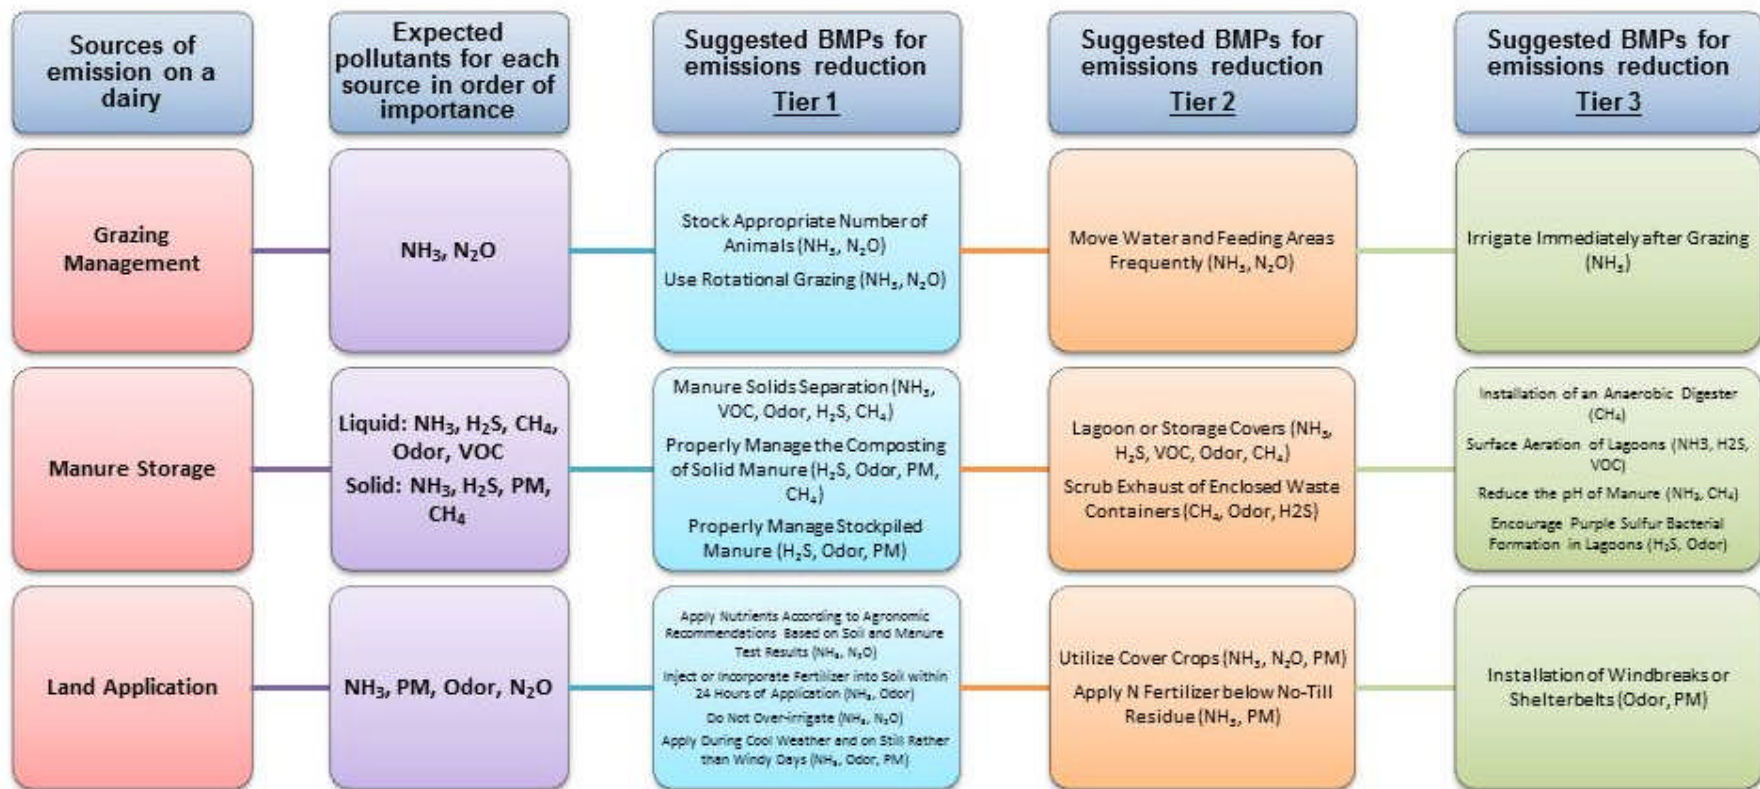 Sources of
emission on a
dairy
Expected
pollutants for each
source in order of
importance
Suggested BMPs for
emissions reduction
Tier 1
Suggested BMPs for
emissions reduction
Tier 2
Suggested BMPs for
emissions reduction
Tier 3
Grazing
Management
NH₃, N₂O
Stock Appropriate Number of
Animals (NH₃, N₂O)
Use Rotational Grazing (NH₃, N₂O)
Move Water and Feeding Areas
Frequently (NH₃, N₂O)
Irrigate Immediately after Grazing
(NH₃)
Manure Storage
Liquid: NH₃, H₂S, CH₄,
Odor, VOC
Solid: NH₃, H₂S, PM,
CH₄
Manure Solids Separation (NH₃,
VOC, Odor, H₂S, CH₄)
Properly Manage the Composting
of Solid Manure (H₂S, Odor, PM,
CH₄)
Properly Manage Stockpiled
Manure (H₂S, Odor, PM)
Lagoon or Storage Covers (NH₃,
H₂S, VOC, Odor, CH₄)
Scrub Exhaust of Enclosed Waste
Containers (CH₄, Odor, H2S)
Installation of an Anaerobic Digester
(CH₄)
Surface Aeration of Lagoons (NH3, H2S,
VOC)
Reduce the pH of Manure (NH₃, CH₄)
Encourage Purple Sulfur Bacterial
Formation in Lagoons (H₂S, Odor)
Land Application
NH₃, PM, Odor, N₂O
Apply Nutrients According to Agronomic
Recommendations Based on Soil and Manure
Test Results (NH₃, N₂O)
Inject or Incorporate Fertilizer into Soil within
24 Hours of Application (NH₃, Odor)
Do Not Over-irrigate (NH₃, N₂O)
Apply During Cool Weather and on Still Rather
than Windy Days (NH₃, Odor, PM)
Utilize Cover Crops (NH₃, N₂O, PM)
Apply N Fertilizer below No-Till
Residue (NH₃, PM)
Installation of Windbreaks or
Shelterbelts (Odor, PM)